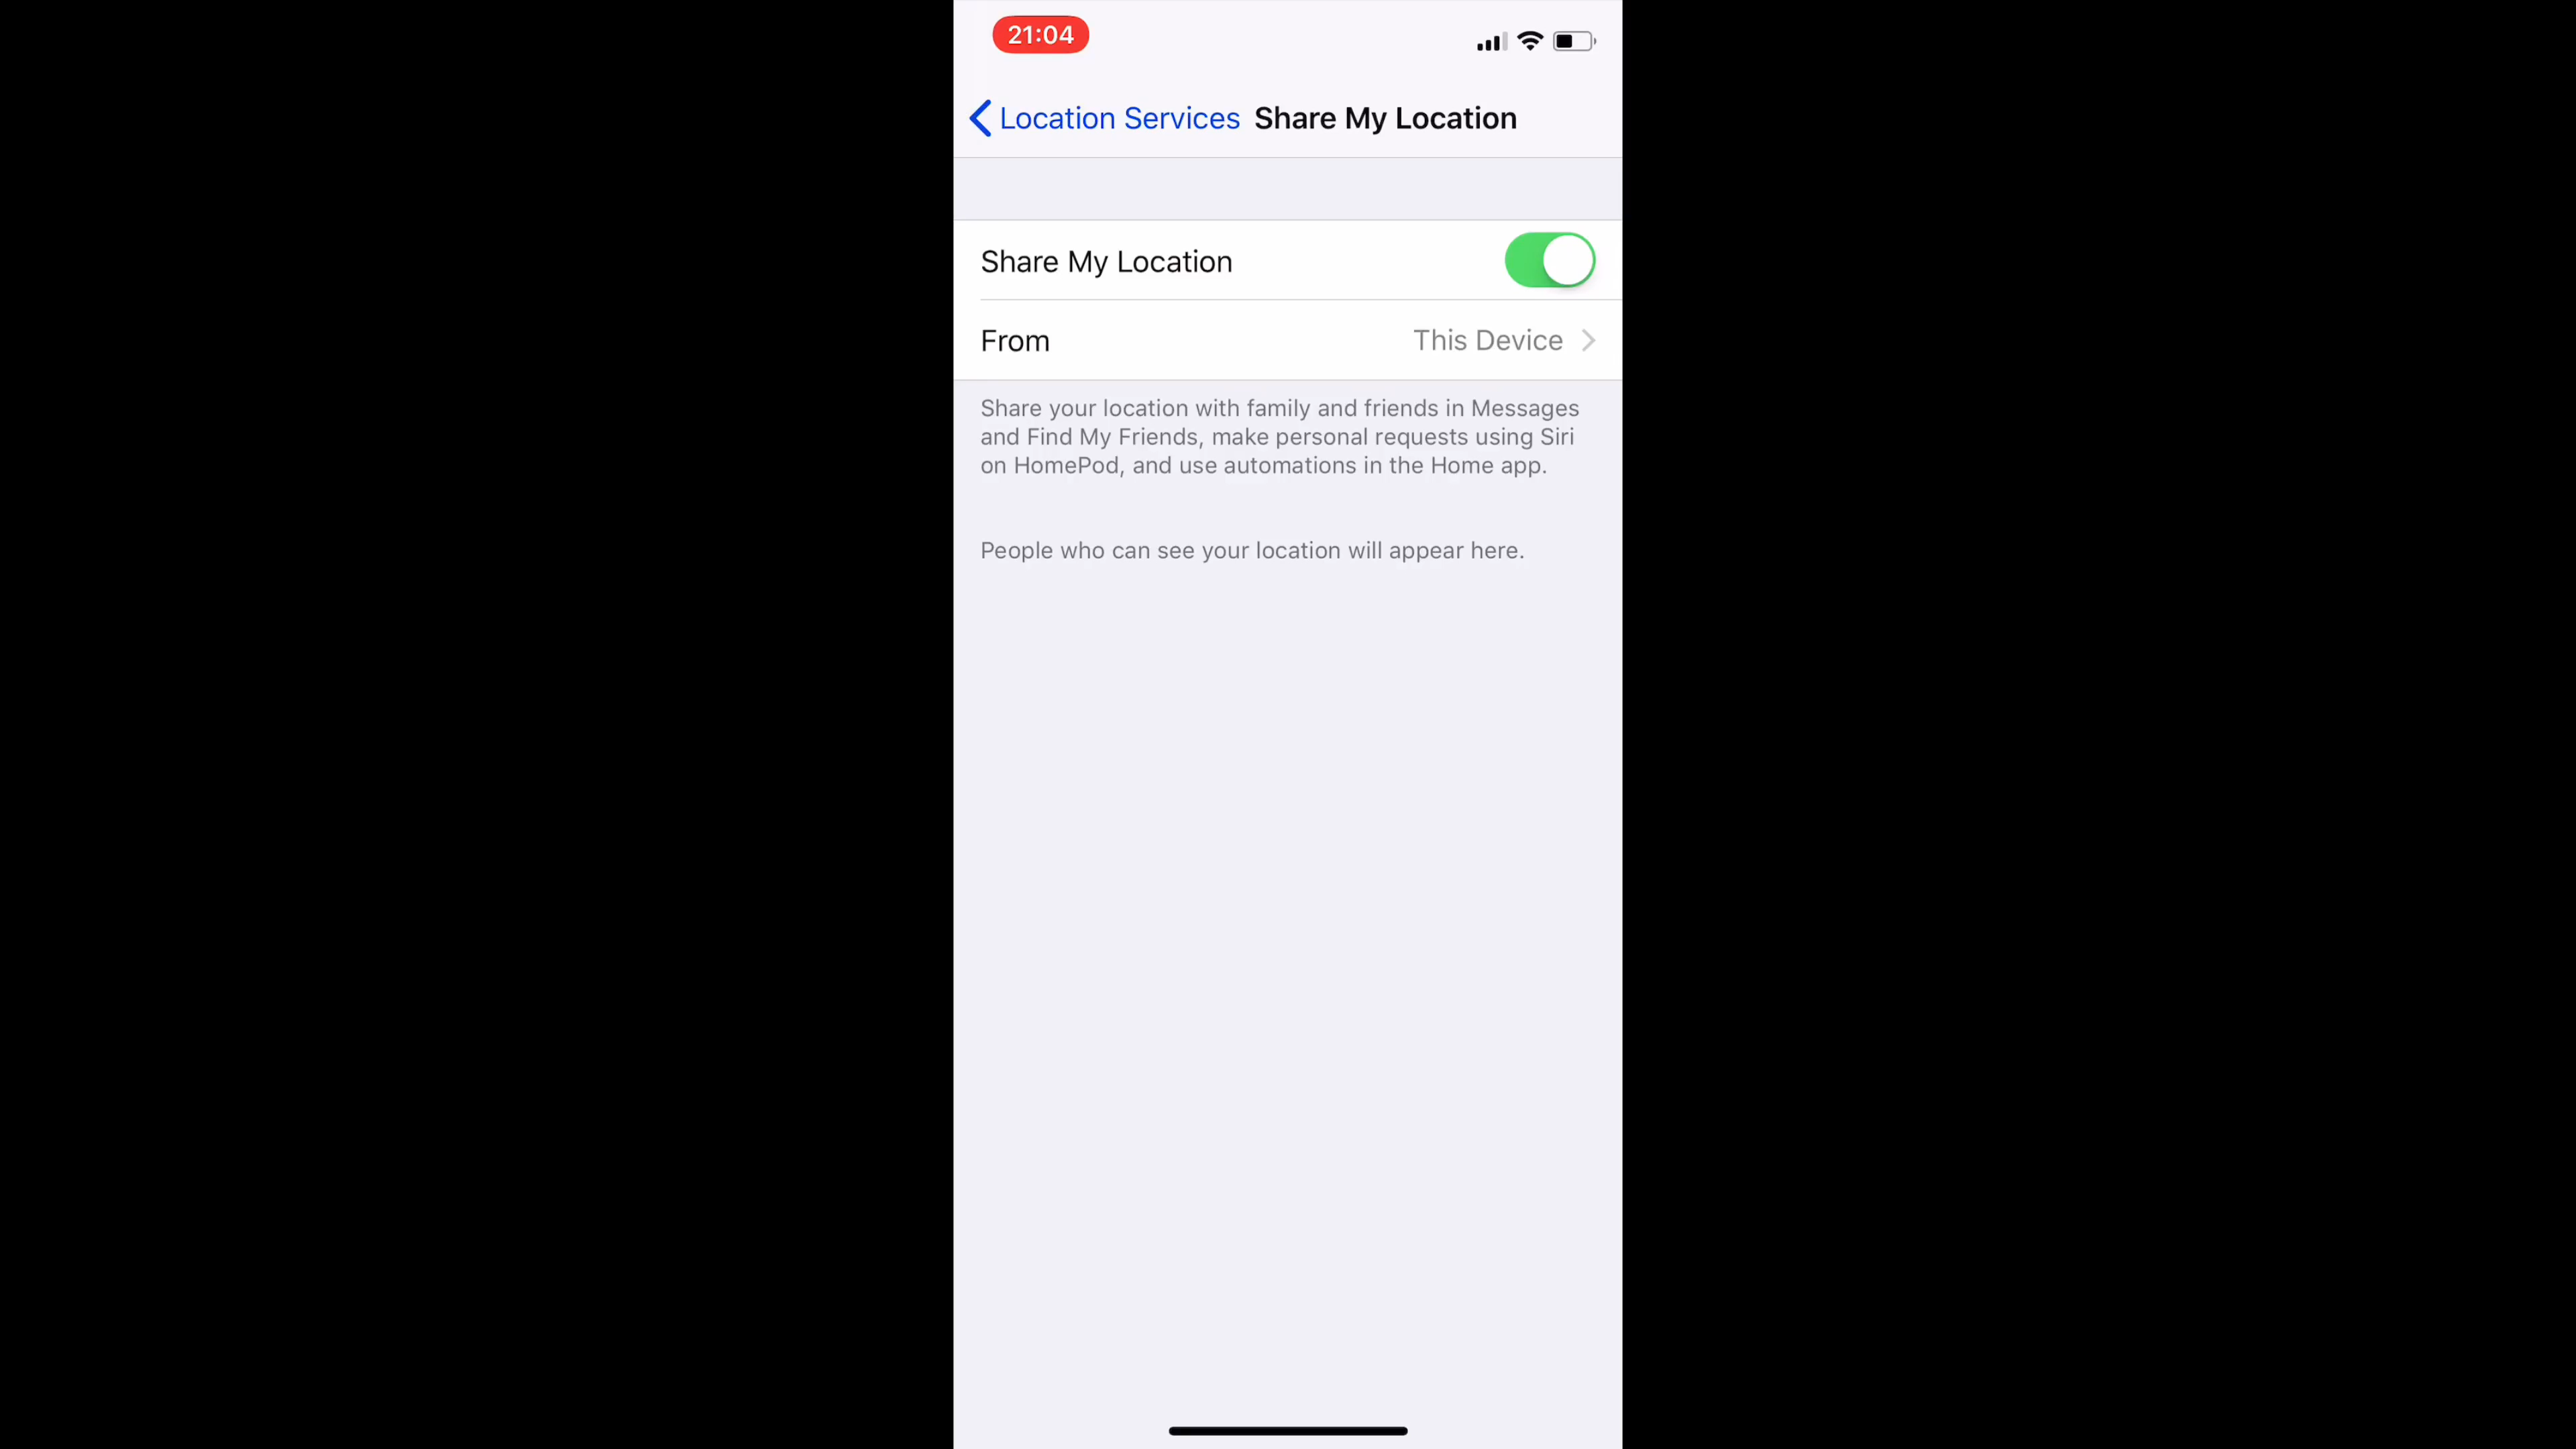 21:04
Location Services Share My Location
Share My Location
From This Device
Share your location with family and friends in Messages
and Find My Friends, make personal requests using Siri
on HomePod, and use automations in the Home app.
People who can see your location will appear here.